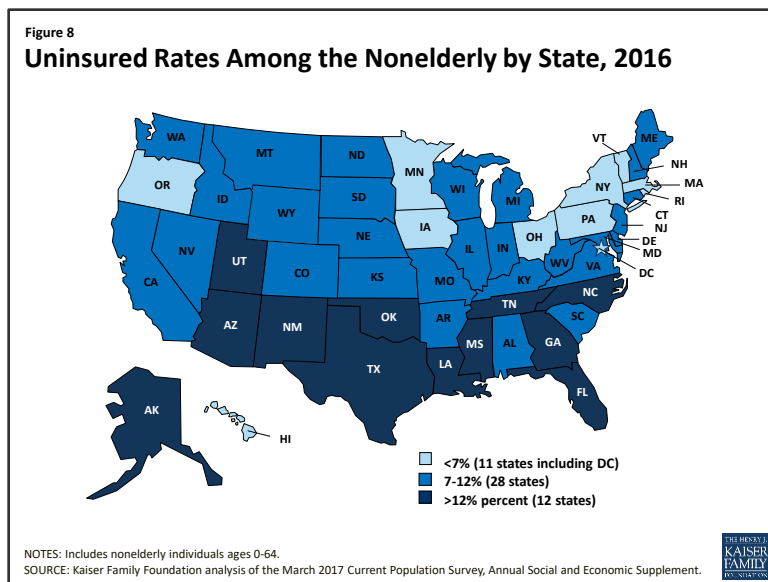 Figure 8
Uninsured Rates Among the Nonelderly by State, 2016
WA
MT
ND
MN
VT
ME
NH
OR
ID
WY
SD
WI
MI
NY
MA
RI
CT
IA
PA
NJ
NE
OH
DE
NV
IL
IN
MD
UT
CO
WV
VA
DC
CA
KS
MO
KY
NC
TN
AZ
NM
OK
AR
SC
MS
AL
GA
TX
LA
FL
AK
HI
<7% (11 states including DC)
7-12% (28 states)
>12% percent (12 states)
NOTES: Includes nonelderly individuals ages 0-64.
SOURCE: Kaiser Family Foundation analysis of the March 2017 Current Population Survey, Annual Social and Economic Supplement.
THE HENRY J.
KAISER
FAMILY
FOUNDATION